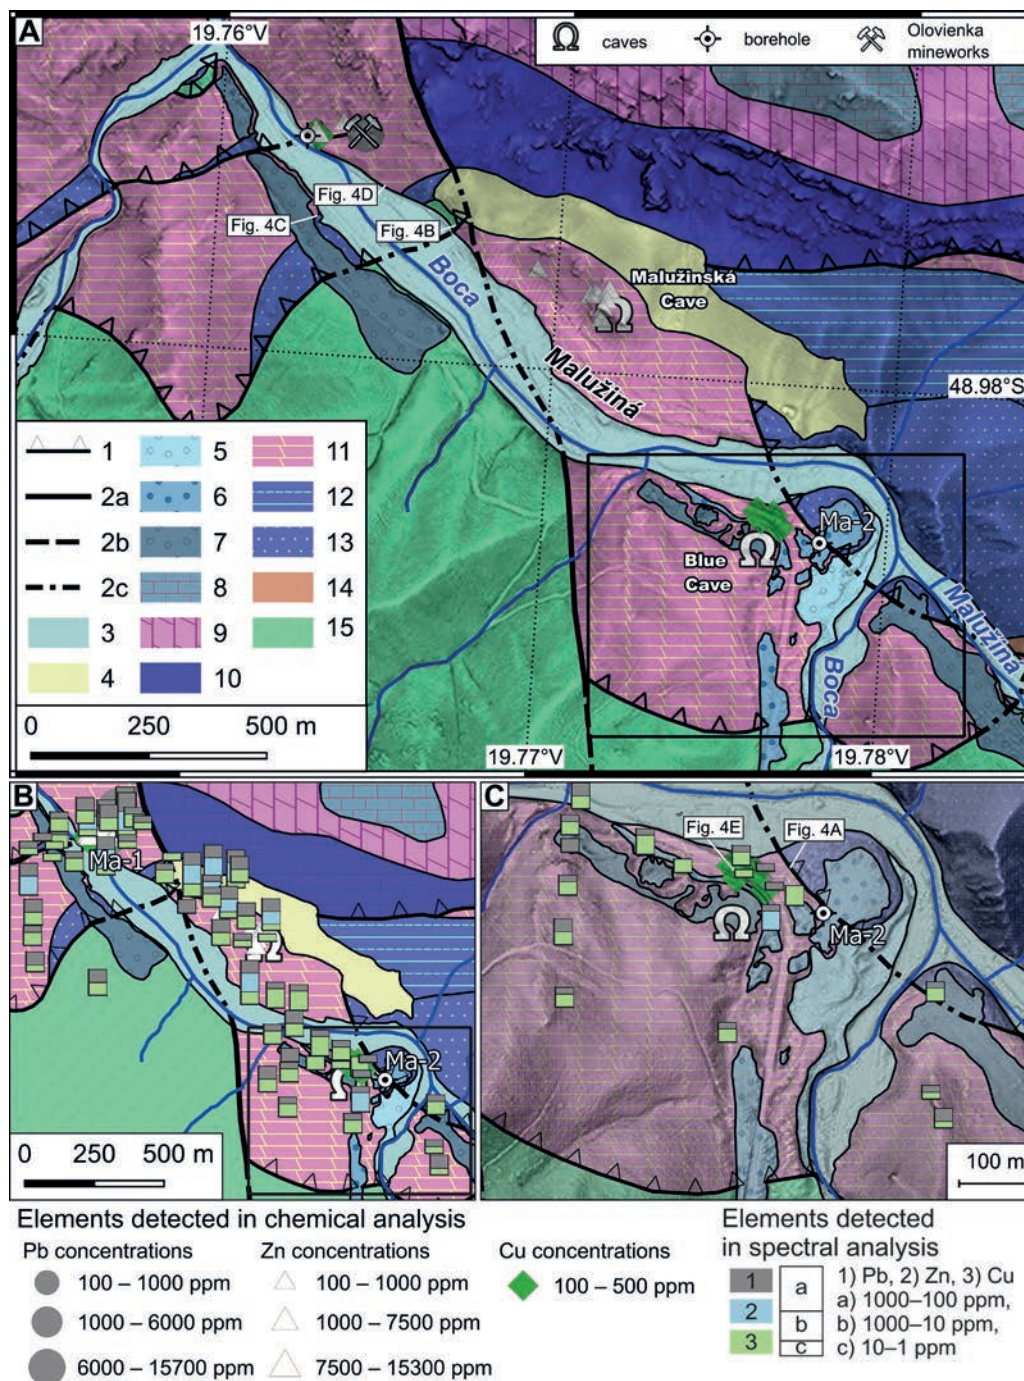 A
19.76°V
caves
borehole
Olovienka
mineworks
Fig. 4D
Fig. 4C
Fig. 4B
Boca
Malužinská
Cave
Malužiná
48.98°S
Ma-2
Blue
Cave
Malužiná
Boca
1
2a
2b
2c
3
4
5
6
7
8
9
10
11
12
13
14
15
0
250
500 m
19.77°V
19.78°V
B
Ma-1
Ma-2
0
250
500 m
C
Fig. 4E
Fig. 4A
Ma-2
100 m
Elements detected in chemical analysis
Pb concentrations
100 – 1000 ppm
1000 – 6000 ppm
6000 – 15700 ppm
Zn concentrations
100 – 1000 ppm
1000 – 7500 ppm
7500 – 15300 ppm
Cu concentrations
100 – 500 ppm
Elements detected
in spectral analysis
1
2
3
a
b
c
1) Pb, 2) Zn, 3) Cu
a) 1000–100 ppm,
b) 1000–10 ppm,
c) 10–1 ppm